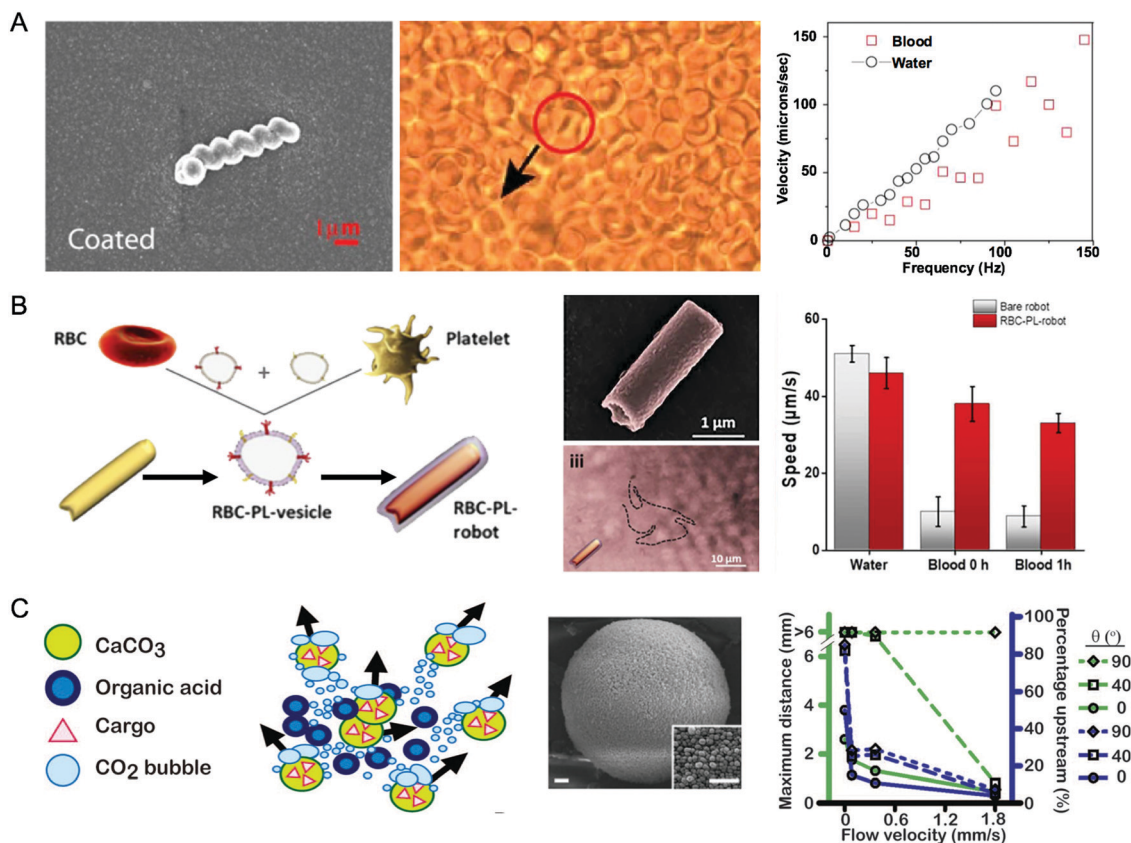 A
Coated
1μm
Velocity (microns/sec)
150
100
50
0
Blood
Water
0
50
100
150
Frequency (Hz)
B
RBC
+
Platelet
RBC-PL-vesicle
RBC-PL-
robot
1 μm
iii
10 μm
Speed (μm/s)
60
40
20
0
Bare robot
RBC-PL-robot
Water
Blood 0 h
Blood 1h
C
CaCO3
Organic acid
Cargo
CO2 bubble
Maximum distance (mm)
>6
6
4
2
0
0
0.6
1.2
1.8
Flow velocity (mm/s)
100
80
60
40
20
0
Percentage upstream (%)
θ (o)
90
40
0
90
40
0